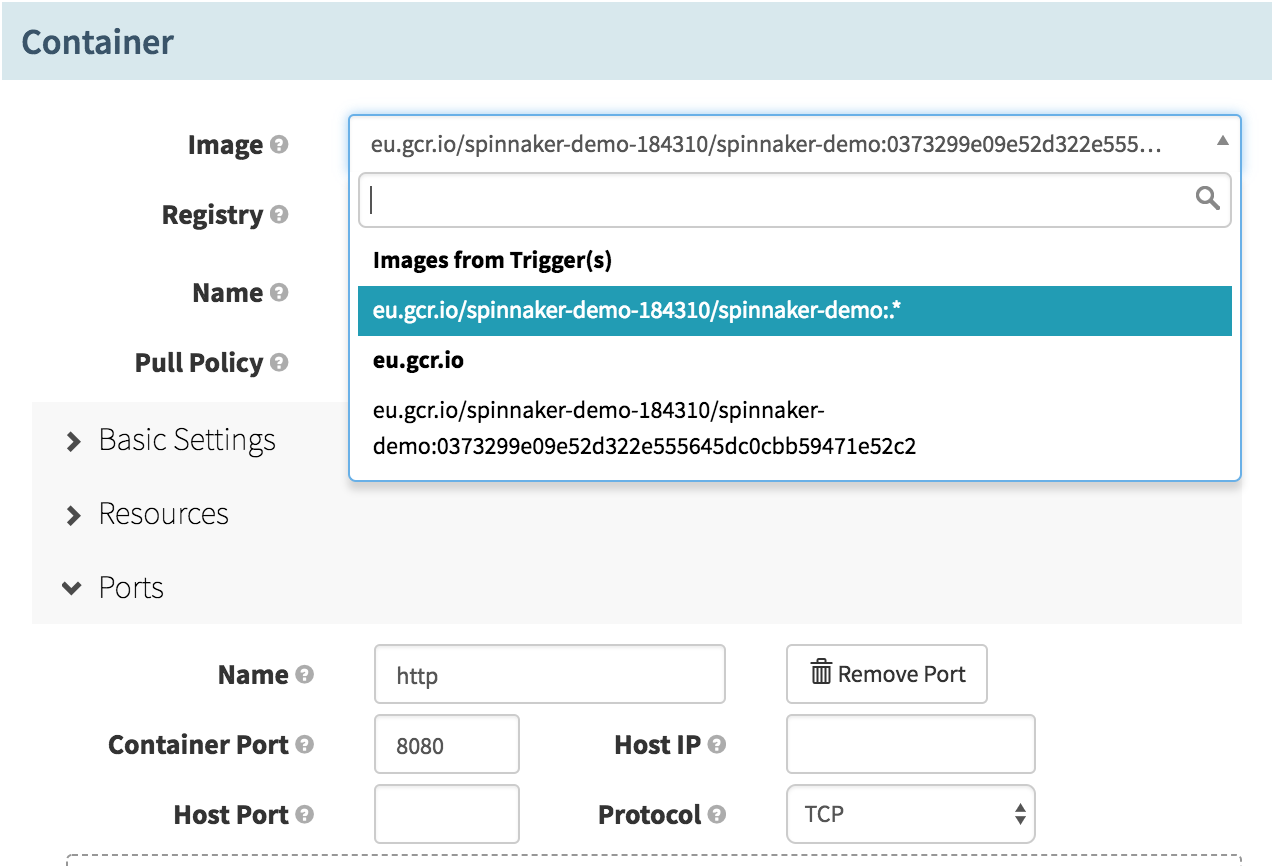 Container
Image
eu.gcr.io/spinnaker-demo-184310/spinnaker-demo:0373299e09e52d322e555…
Registry
Images from Trigger(s)
Name
eu.gcr.io/spinnaker-demo-184310/spinnaker-demo:.*
Pull Policy
eu.gcr.io
eu.gcr.io/spinnaker-demo-184310/spinnaker-
demo:0373299e09e52d322e555645dc0cbb59471e52c2
Basic Settings
Resources
Ports
Name
http
Remove Port
Container Port
8080
Host IP
Host Port
Protocol
TCP